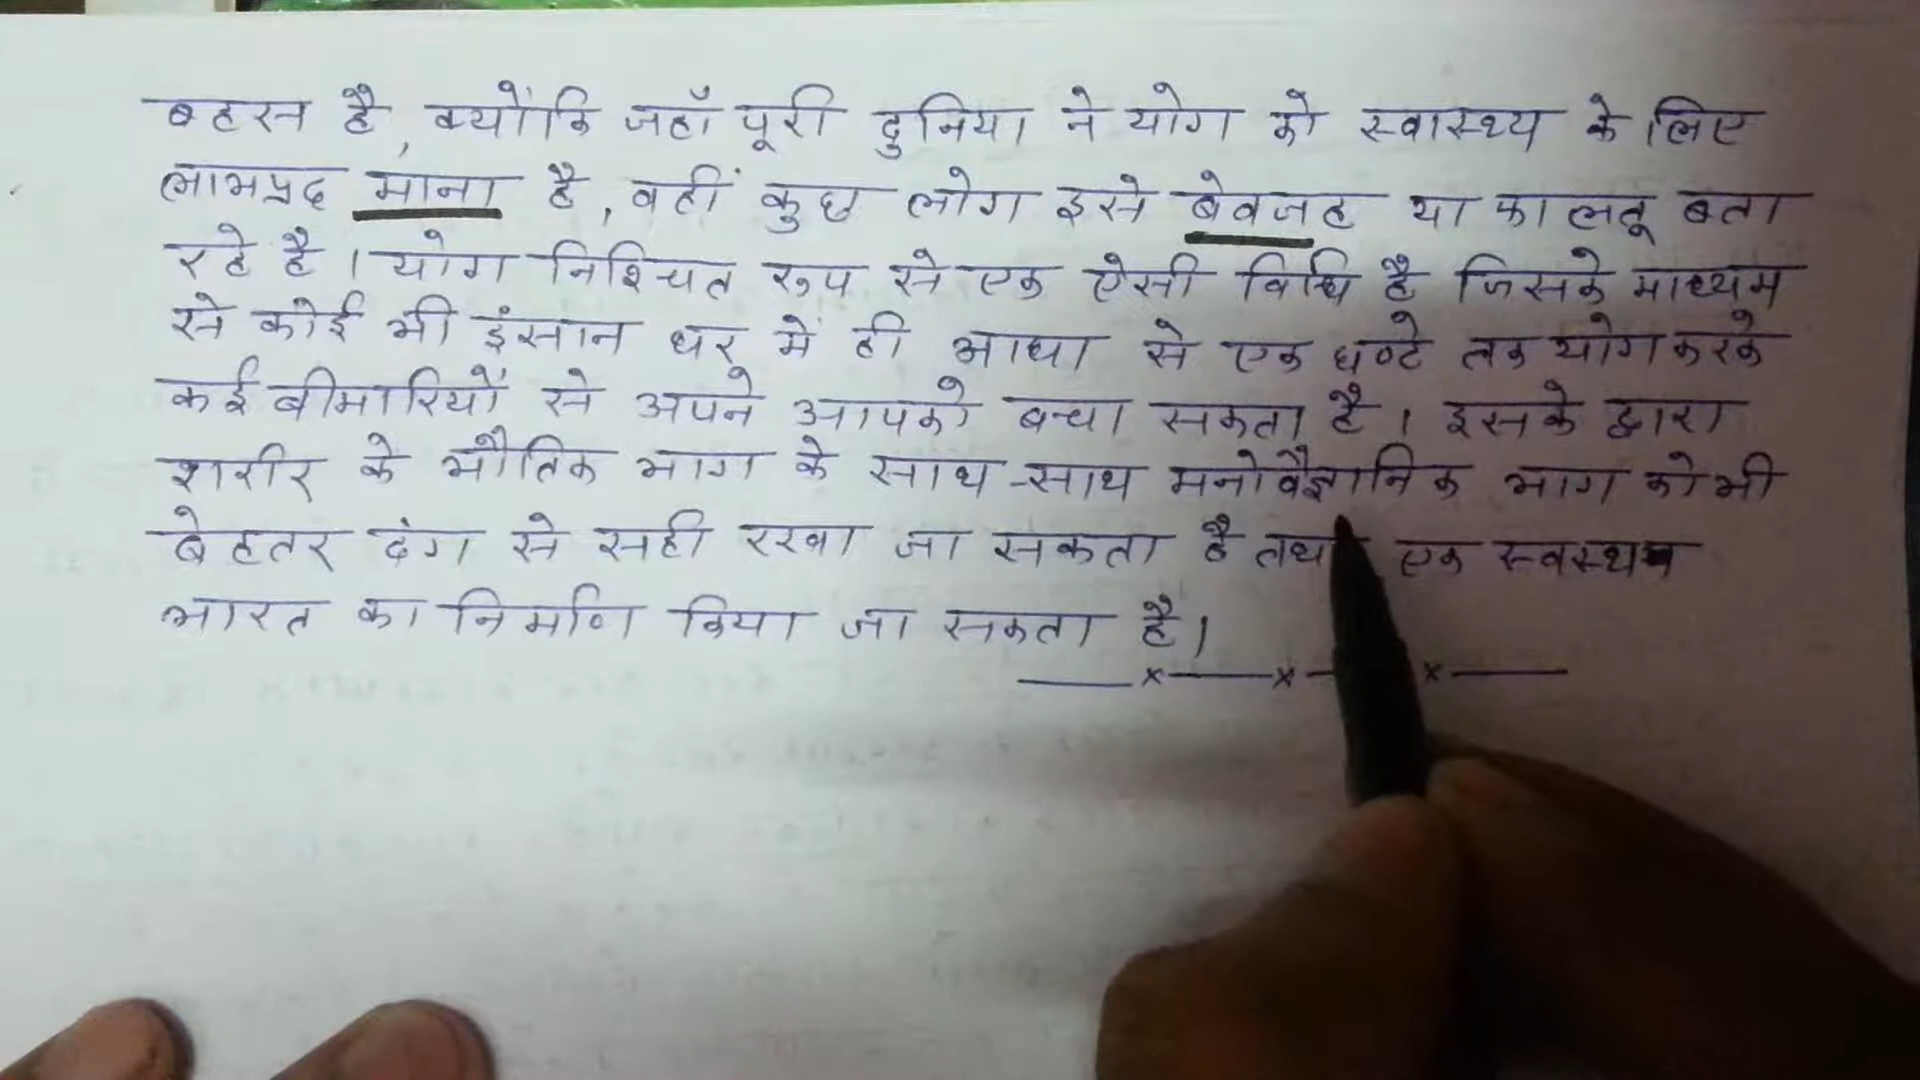 बहस है, क्योंकि जहाँ पूरी दुनिया ने योग को स्वास्थ्य के लिए
लाभप्रद माना है, वहीं कुछ लोग इसे बेवजह या फालतू बता
रहे है। योग निश्चित रूप से एक ऐसी विधि है जिसके माध्यम
से कोई भी इंसान घर में ही आधा से एक घण्टे तक योग करके
कई बीमारियों से अपने आपको बचा सकता है। इसके द्वारा
शरीर के भौतिक भाग के साथ-साथ मनोवैज्ञानिक भाग को भी
बेहतर ढंग से सही रखा जा सकता है तथा एक स्वस्थ
भारत का निर्माण किया जा सकता है।